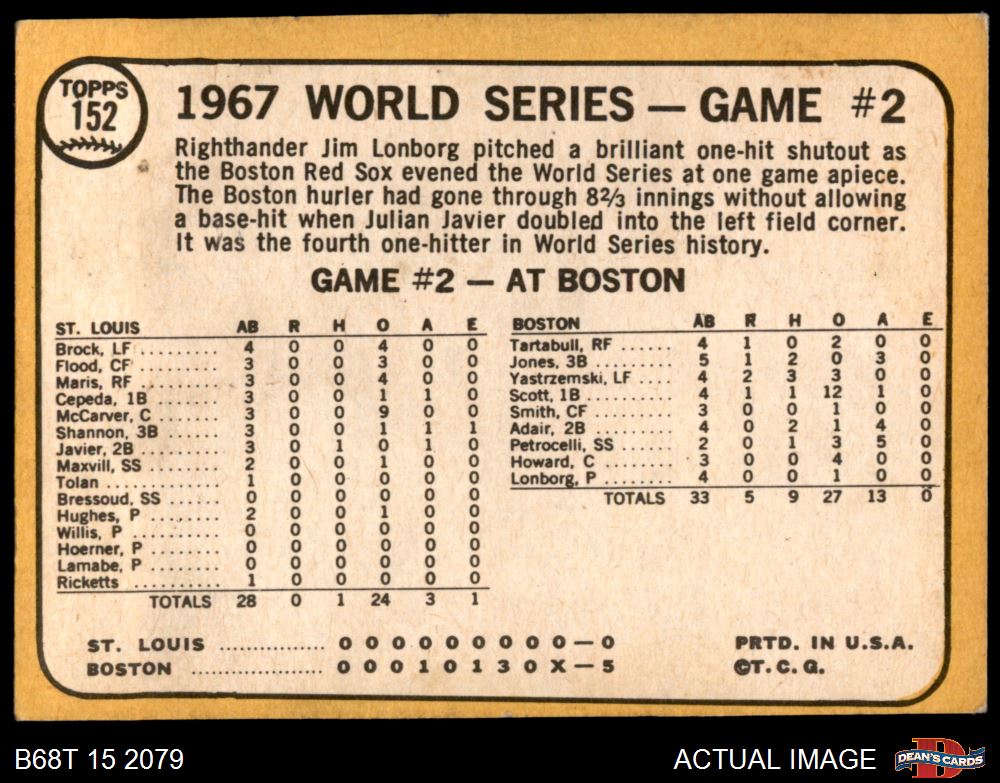 TOPPS
152
1967 WORLD SERIES — GAME #2
Righthander Jim Lonborg pitched a brilliant one-hit shutout as
the Boston Red Sox evened the World Series at one game apiece.
The Boston hurler had gone through 8⅔ innings without allowing
a base-hit when Julian Javier doubled into the left field corner.
It was the fourth one-hitter in World Series history.
GAME #2 — AT BOSTON
ST. LOUIS AB R H O A E
Brock, LF ......... 4 0 0 4 0 0
Flood, CF ......... 3 0 0 3 0 0
Maris, RF ......... 3 0 0 4 0 0
Cepeda, 1B ........ 3 0 0 1 1 0
McCarver, C ....... 3 0 0 9 0 0
Shannon, 3B ...... 3 0 0 1 1 1
Javier, 2B ........ 3 0 1 0 1 0
Maxvill, SS ....... 2 0 0 1 0 0
Tolan ............. 1 0 0 0 0 0
Bressoud, SS ...... 0 0 0 0 0 0
Hughes, P ......... 2 0 0 1 0 0
Willis, P ......... 0 0 0 0 0 0
Hoerner, P ........ 0 0 0 0 0 0
Lamabe, P ......... 0 0 0 0 0 0
Ricketts .......... 1 0 0 0 0 0
TOTALS 28 0 1 24 3 1
BOSTON AB R H O A E
Tartabull, RF ...... 4 1 0 2 0 0
Jones, 3B ......... 5 1 2 0 3 0
Yastrzemski, LF .... 4 2 3 3 0 0
Scott, 1B ......... 4 1 1 12 1 0
Smith, CF ......... 3 0 0 1 0 0
Adair, 2B ......... 4 0 2 1 4 0
Petrocelli, SS ..... 2 0 1 3 5 0
Howard, C ........ 3 0 0 4 0 0
Lonborg, P ........ 4 0 0 1 0 0
TOTALS 33 5 9 27 13 0
ST. LOUIS ................ 0 0 0 0 0 0 0 0 0 — 0
BOSTON .................. 0 0 0 1 0 1 3 0 X — 5
PRTD. IN U.S.A.
©T.C.G.
B68T 15 2079
ACTUAL IMAGE
D
DEAN'S CARDS